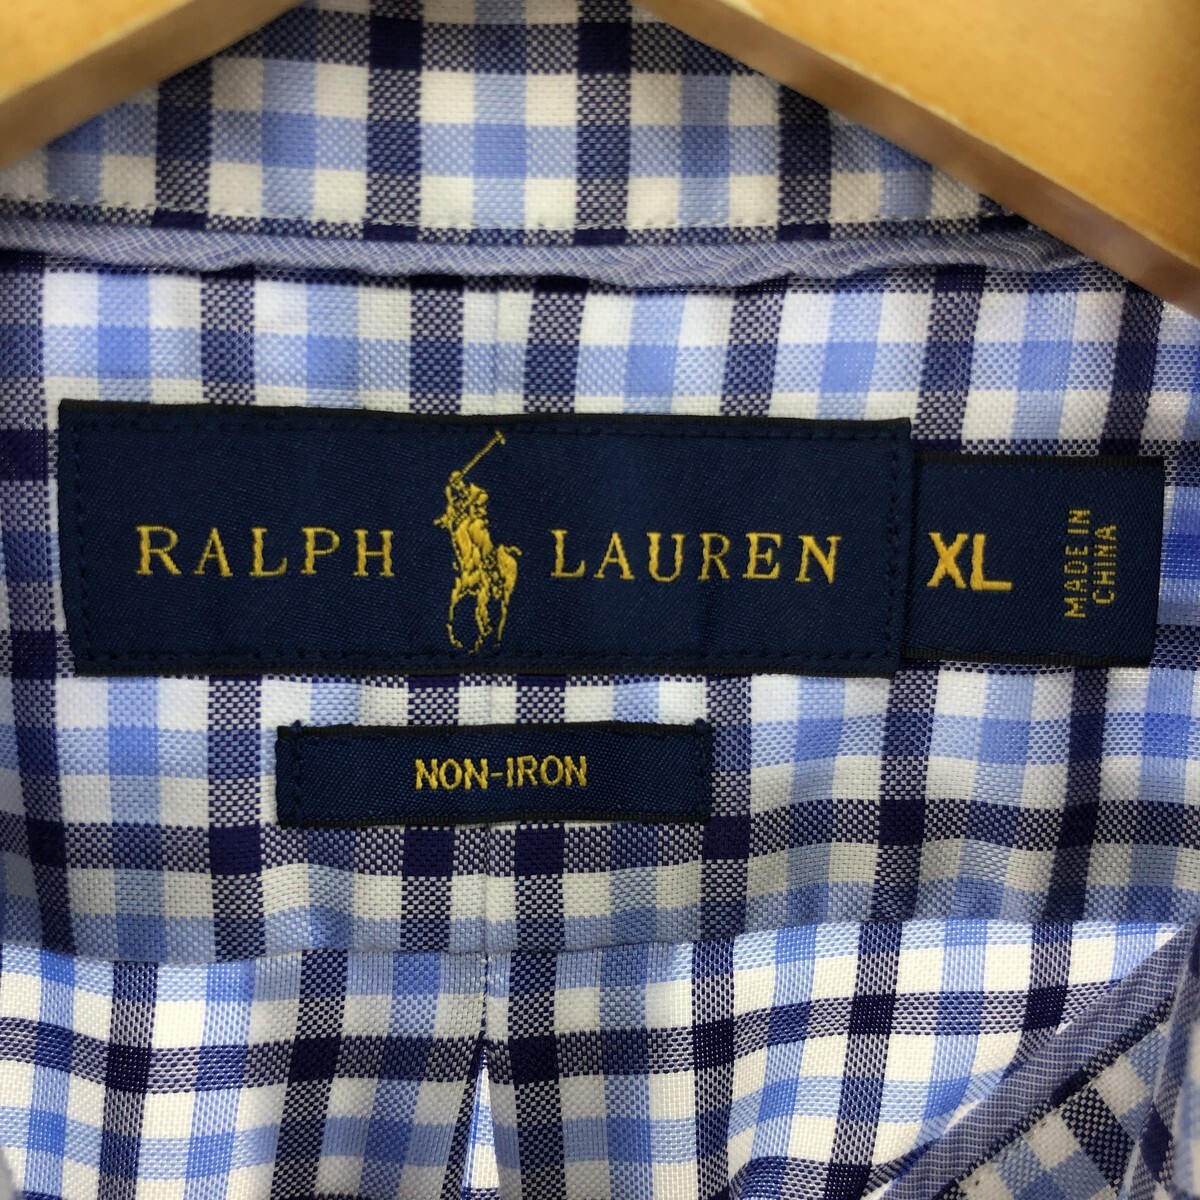 RALPH LAUREN
XL
MADE IN
CHINA
NON-IRON